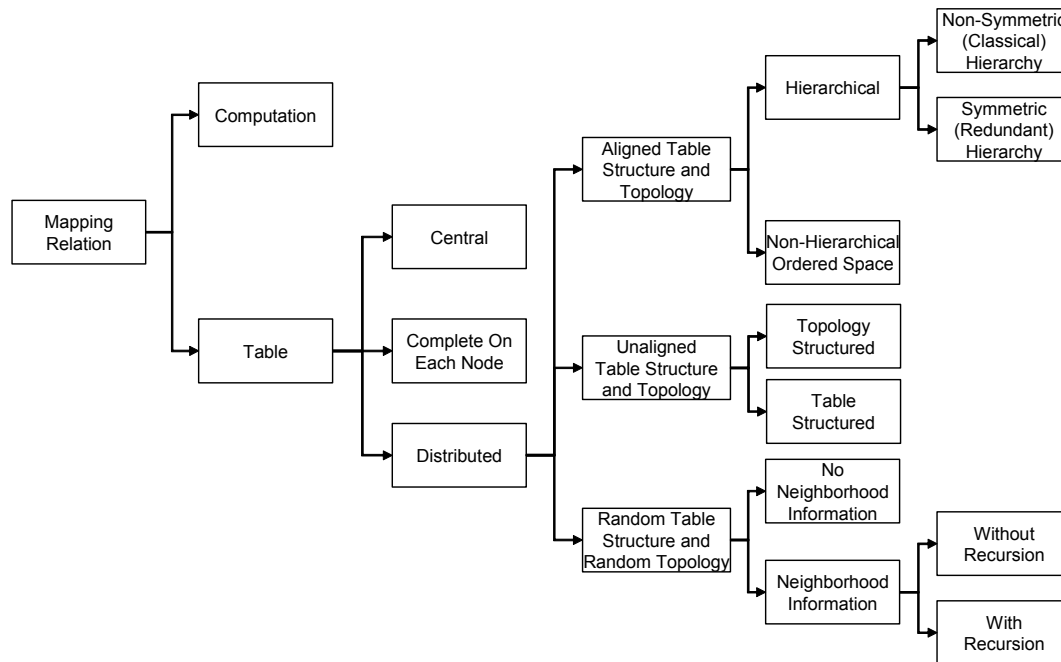 Mapping
Relation
Computation
Table
Central
Complete On
Each Node
Distributed
Aligned Table
Structure and
Topology
Unaligned
Table Structure
and Topology
Random Table
Structure and
Random Topology
Hierarchical
Non-Hierarchical
Ordered Space
Topology
Structured
Table
Structured
No
Neighborhood
Information
Neighborhood
Information
Non-Symmetric
(Classical)
Hierarchy
Symmetric
(Redundant)
Hierarchy
Without
Recursion
With
Recursion